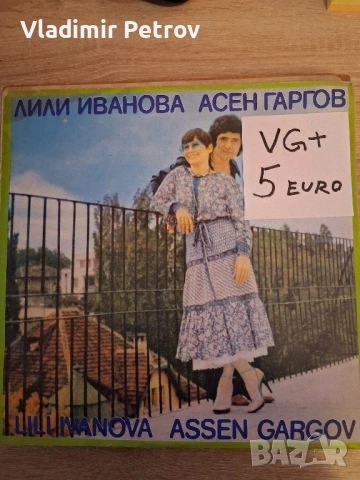 Vladimir Petrov
ЛИЛИ ИВАНОВА АСЕН ГАРГОВ
VG+
5 EURO
LILI IVANOVA ASSEN GARGOV
BAZAR